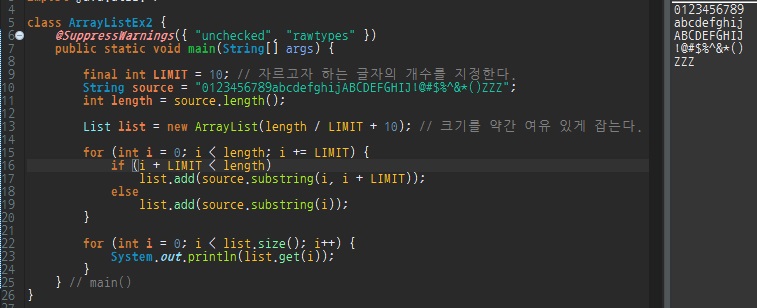 4
5 class ArrayListEx2 {
6 @SuppressWarnings({ "unchecked", "rawtypes" })
7 public static void main(String[] args) {
8
9 final int LIMIT = 10; // 자르고자 하는 글자의 개수를 지정한다.
10 String source = "0123456789abcdefghijABCDEFGHIJ!@#$%^&*()ZZZ";
11 int length = source.length();
12
13 List list = new ArrayList(length / LIMIT + 10); // 크기를 약간 여유 있게 잡는다.
14
15 for (int i = 0; i < length; i += LIMIT) {
16 if (i + LIMIT < length)
17 list.add(source.substring(i, i + LIMIT));
18 else
19 list.add(source.substring(i));
20 }
21
22 for (int i = 0; i < list.size(); i++) {
23 System.out.println(list.get(i));
24 }
25 } // main()
26 }
27
0123456789
abcdefghij
ABCDEFGHIJ
!@#$%^&*()
ZZZ